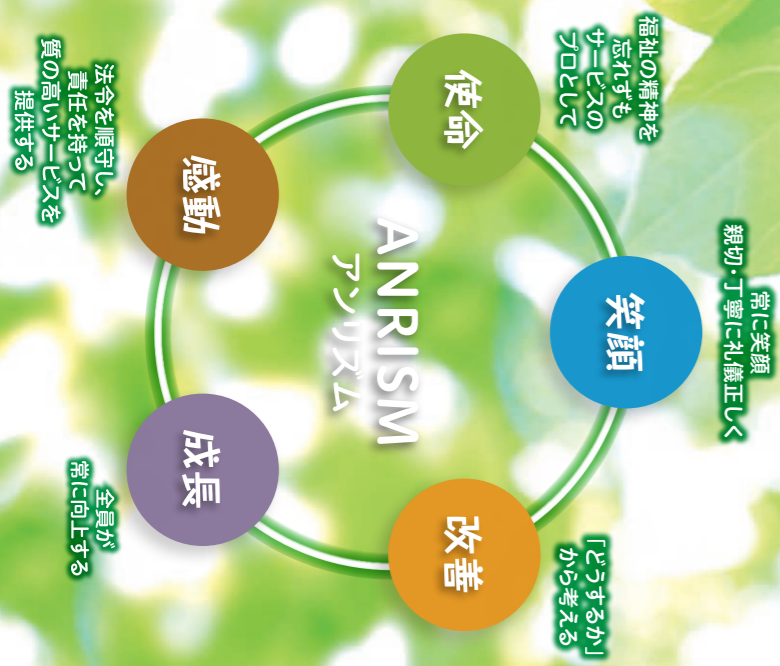 常に笑顔
親切・丁寧に礼儀正しく
笑顔
福祉の精神を
忘れずも
サービスの
プロとして
使命
「どうするか」
から考える
改善
ANRISM
アンリズム
法令を順守し、
責任を持って
質の高いサービスを
提供する
感動
全員が
常に向上する
成長